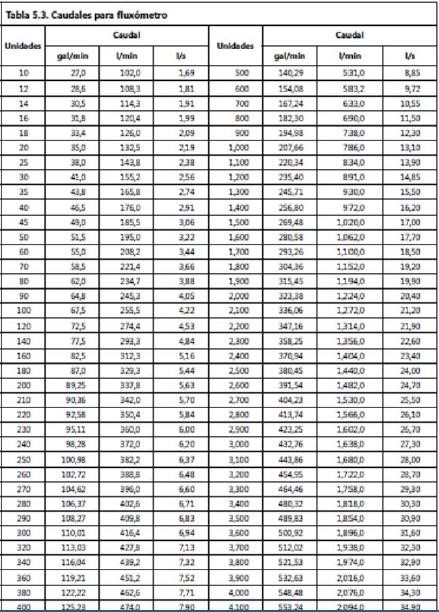 Tabla 5.3. Caudales para fluxómetro
Unidades Caudal Unidades Caudal
gal/min l/min l/s gal/min l/min l/s
10 27,0 102,0 1,69 500 140,29 531,0 8,85
12 28,6 108,3 1,81 600 154,08 583,2 9,72
14 30,5 114,3 1,91 700 167,24 633,0 10,55
16 31,8 120,4 1,99 800 182,30 690,0 11,50
18 33,4 126,0 2,09 900 194,98 738,0 12,30
20 35,0 132,5 2,19 1,000 207,66 786,0 13,10
25 38,0 143,8 2,38 1,100 220,34 834,0 13,90
30 41,0 155,2 2,56 1,200 235,40 891,0 14,85
35 43,8 165,8 2,74 1,300 245,71 930,0 15,50
40 46,5 176,0 2,91 1,400 256,80 972,0 16,20
45 49,0 185,5 3,06 1,500 269,48 1,020,0 17,00
50 51,5 195,0 3,22 1,600 280,58 1,062,0 17,70
60 55,0 208,2 3,44 1,700 293,26 1,100,0 18,50
70 58,5 221,4 3,66 1,800 304,36 1,152,0 19,20
80 62,0 234,7 3,88 1,900 315,45 1,194,0 19,90
90 64,8 245,3 4,05 2,000 323,38 1,224,0 20,40
100 67,5 255,5 4,22 2,100 336,06 1,272,0 21,20
120 72,5 274,4 4,53 2,200 347,16 1,314,0 21,90
140 77,5 293,3 4,84 2,300 358,25 1,356,0 22,60
160 82,5 312,3 5,16 2,400 370,94 1,404,0 23,40
180 87,0 329,3 5,44 2,500 380,45 1,440,0 24,00
200 89,25 337,8 5,63 2,600 391,54 1,482,0 24,70
210 90,36 342,0 5,70 2,700 404,23 1,530,0 25,50
220 92,58 350,4 5,84 2,800 413,74 1,566,0 26,10
230 95,11 360,0 6,00 2,900 423,25 1,602,0 26,70
240 98,28 372,0 6,20 3,000 432,76 1,638,0 27,30
250 100,98 382,2 6,37 3,100 443,86 1,680,0 28,00
260 102,72 388,8 6,48 3,200 454,95 1,722,0 28,70
270 104,62 396,0 6,60 3,300 464,46 1,758,0 29,30
280 106,37 402,6 6,71 3,400 480,32 1,818,0 30,30
290 108,27 409,8 6,83 3,500 489,83 1,854,0 30,90
300 110,01 416,4 6,94 3,600 500,92 1,896,0 31,60
320 113,03 427,8 7,13 3,700 512,02 1,938,0 32,30
340 116,04 439,2 7,32 3,800 521,53 1,974,0 32,90
360 119,21 451,2 7,52 3,900 532,63 2,016,0 33,60
380 122,22 462,6 7,71 4,000 548,48 2,076,0 34,30
400 125,23 474,0 7,90 4,100 553,24 2,094,0 34,90